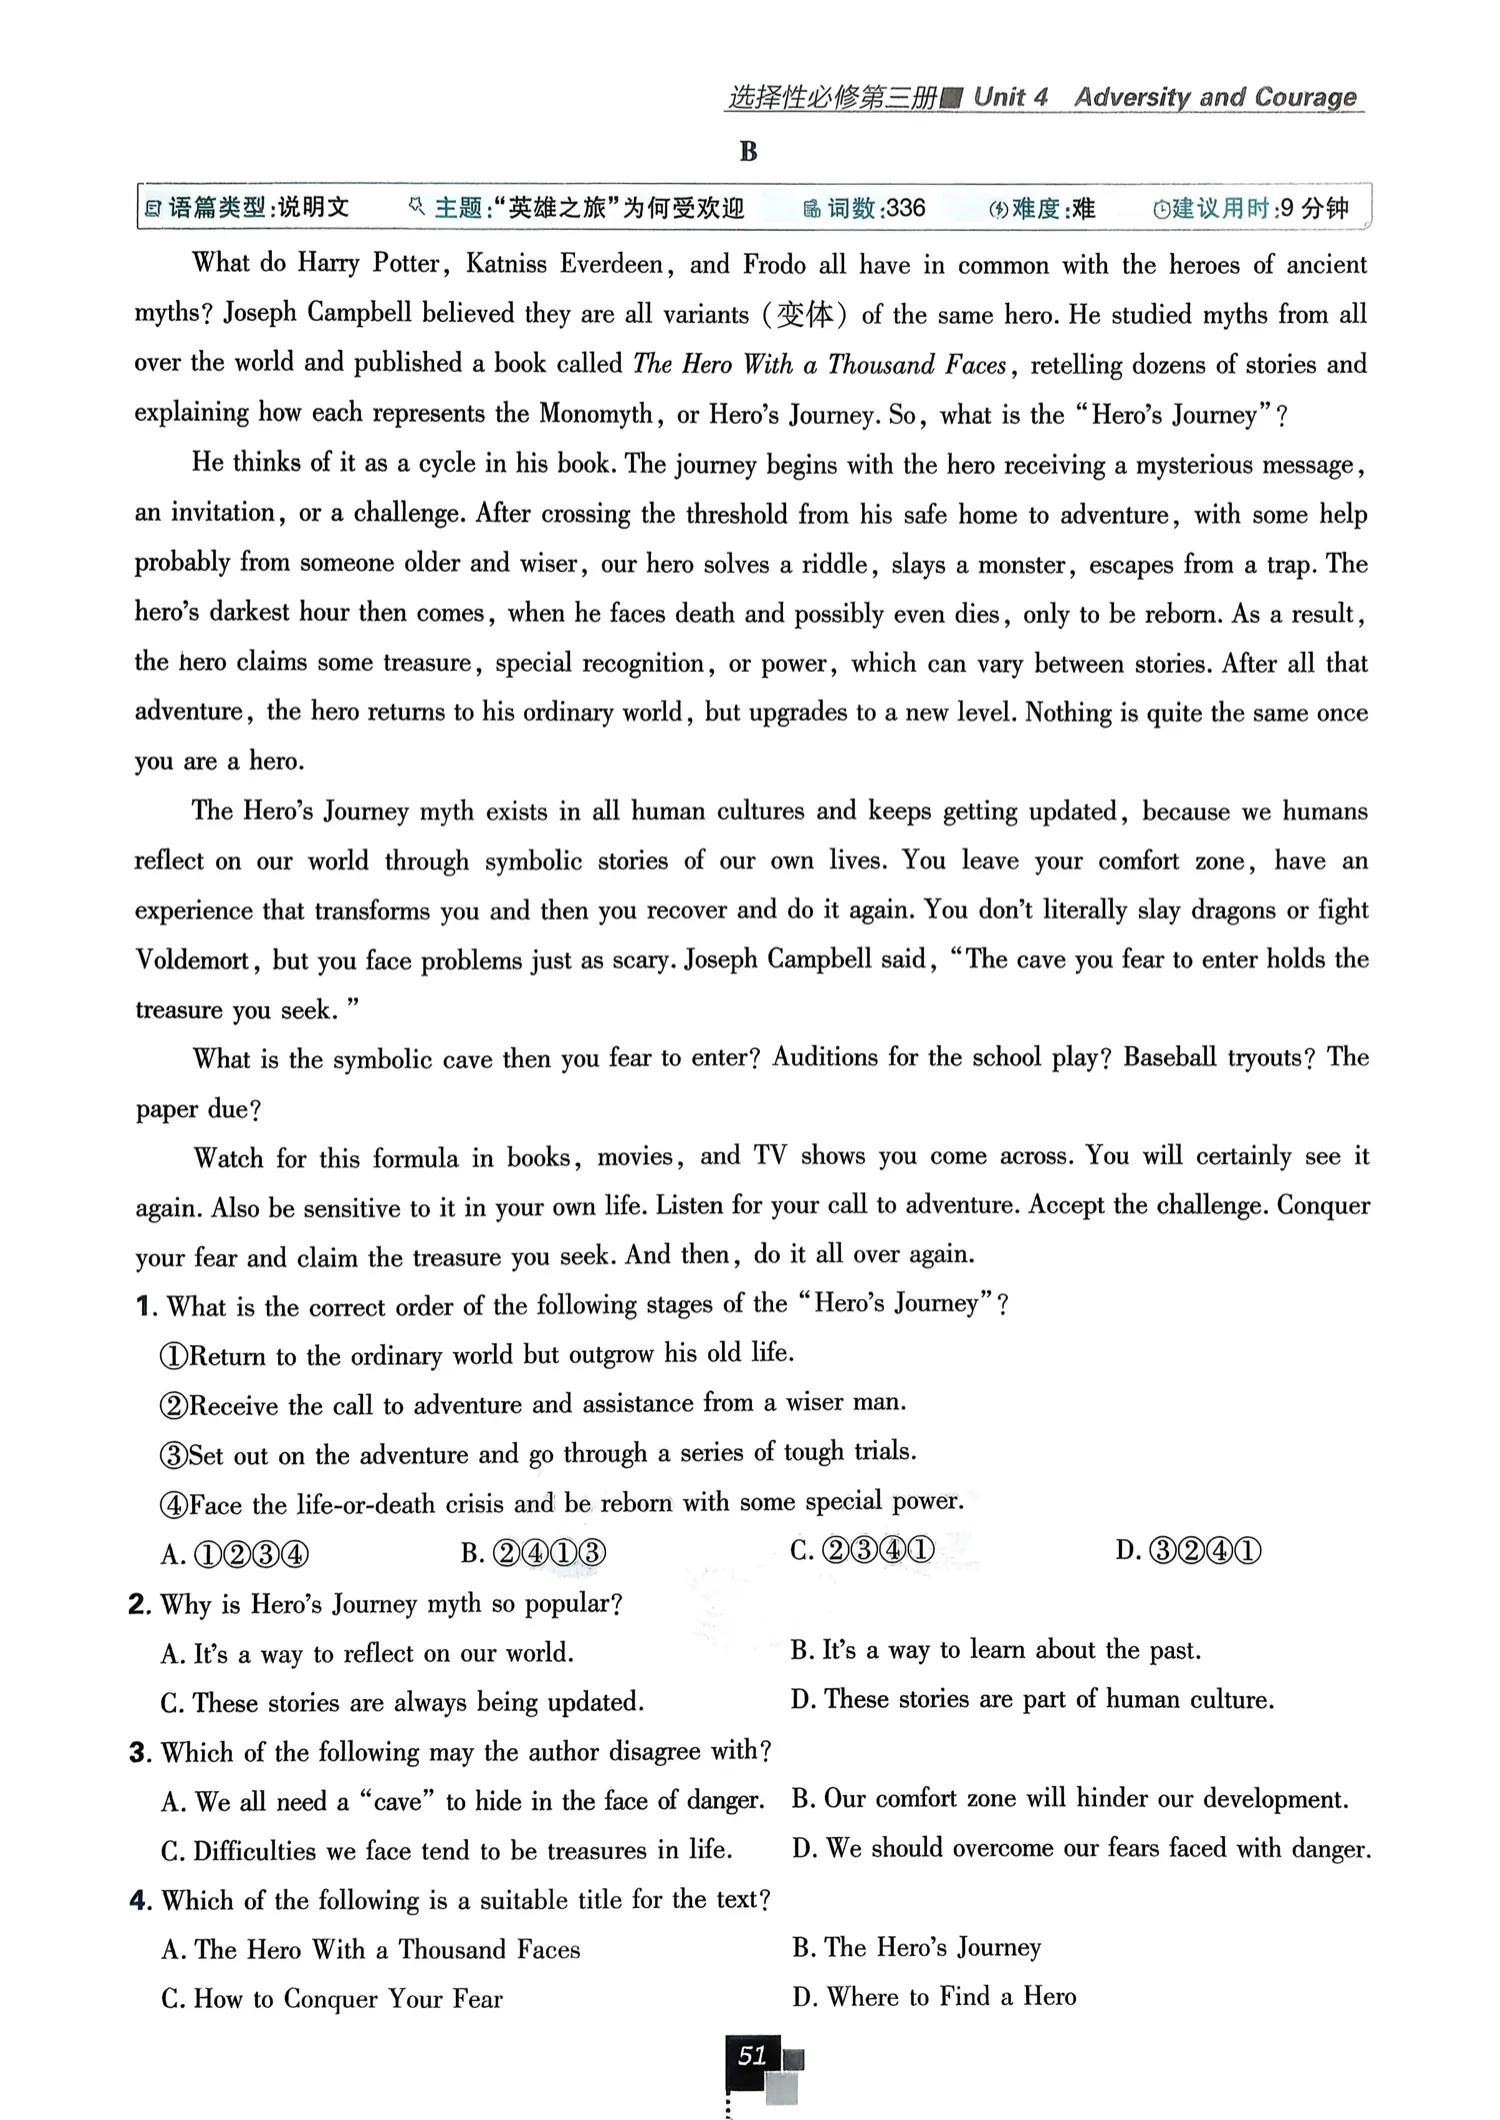 选择性必修第三册 Unit 4 Adversity and Courage
B
语篇类型:说明文 主题:“英雄之旅”为何受欢迎 词数:336 难度:难 建议用时:9 分钟
What do Harry Potter, Katniss Everdeen, and Frodo all have in common with the heroes of ancient
myths? Joseph Campbell believed they are all variants (变体) of the same hero. He studied myths from all
over the world and published a book called The Hero With a Thousand Faces, retelling dozens of stories and
explaining how each represents the Monomyth, or Hero's Journey. So, what is the “Hero's Journey”?
He thinks of it as a cycle in his book. The journey begins with the hero receiving a mysterious message,
an invitation, or a challenge. After crossing the threshold from his safe home to adventure, with some help
probably from someone older and wiser, our hero solves a riddle, slays a monster, escapes from a trap. The
hero's darkest hour then comes, when he faces death and possibly even dies, only to be reborn. As a result,
the hero claims some treasure, special recognition, or power, which can vary between stories. After all that
adventure, the hero returns to his ordinary world, but upgrades to a new level. Nothing is quite the same once
you are a hero.
The Hero's Journey myth exists in all human cultures and keeps getting updated, because we humans
reflect on our world through symbolic stories of our own lives. You leave your comfort zone, have an
experience that transforms you and then you recover and do it again. You don't literally slay dragons or fight
Voldemort, but you face problems just as scary. Joseph Campbell said, “The cave you fear to enter holds the
treasure you seek. ”
What is the symbolic cave then you fear to enter? Auditions for the school play? Baseball tryouts? The
paper due?
Watch for this formula in books, movies, and TV shows you come across. You will certainly see it
again. Also be sensitive to it in your own life. Listen for your call to adventure. Accept the challenge. Conquer
your fear and claim the treasure you seek. And then, do it all over again.
1. What is the correct order of the following stages of the “Hero's Journey”?
①Return to the ordinary world but outgrow his old life.
②Receive the call to adventure and assistance from a wiser man.
③Set out on the adventure and go through a series of tough trials.
④Face the life-or-death crisis and be reborn with some special power.
A. ①②③④ B. ②④①③ C. ②③④① D. ③②④①
2. Why is Hero's Journey myth so popular?
A. It's a way to reflect on our world. B. It's a way to learn about the past.
C. These stories are always being updated. D. These stories are part of human culture.
3. Which of the following may the author disagree with?
A. We all need a “cave” to hide in the face of danger. B. Our comfort zone will hinder our development.
C. Difficulties we face tend to be treasures in life. D. We should overcome our fears faced with danger.
4. Which of the following is a suitable title for the text?
A. The Hero With a Thousand Faces B. The Hero's Journey
C. How to Conquer Your Fear D. Where to Find a Hero
51